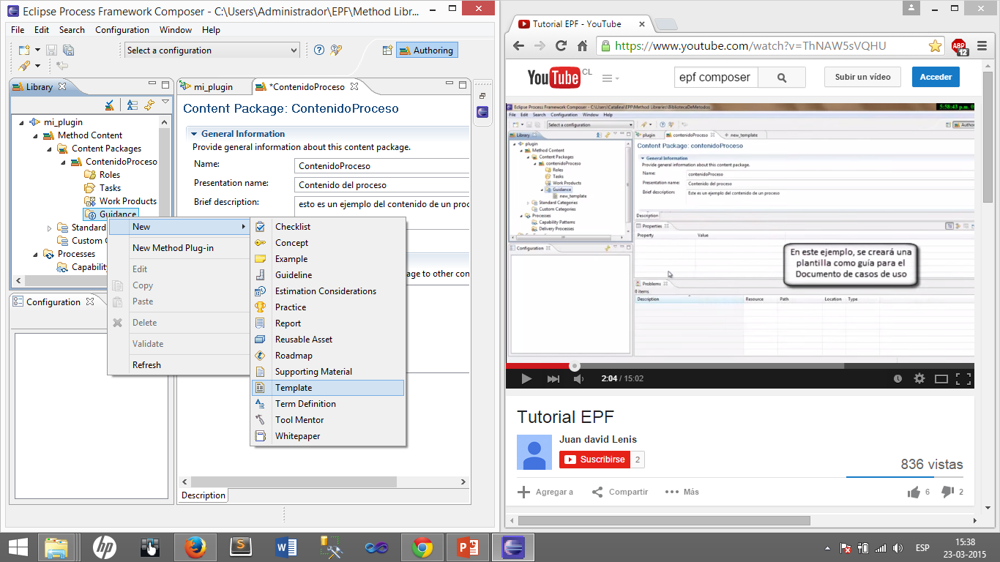 Eclipse Process Framework Composer - C:\Users\Administrador\EPF\Method Libr...
File Edit Search Configuration Window Help
Select a configuration
Authoring
Library
mi_plugin
Method Content
Content Packages
ContenidoProceso
Roles
Tasks
Work Products
Guidance
Standard
Custom C
Processes
Capability
Configuration
mi_plugin
*ContenidoProceso
Content Package: ContenidoProceso
General Information
Provide general information about this content package.
Name: ContenidoProceso
Presentation name: Contenido del proceso
Brief description: esto es un ejemplo del contenido de un proc
age to other con
Description
New
New Method Plug-in
Edit
Copy
Paste
Delete
Validate
Refresh
Checklist
Concept
Example
Guideline
Estimation Considerations
Practice
Report
Reusable Asset
Roadmap
Supporting Material
Template
Term Definition
Tool Mentor
Whitepaper
Tutorial EPF - YouTube
https://www.youtube.com/watch?v=ThNAW5sVQHU
ABP
12
YouTube CL
epf composer
Subir un vídeo
Acceder
Eclipse Process Framework Composer - C:\Users\Catalina\EPF\Method Libraries\BibliotecaDeMetodos
5:58:43 p.m.
File Edit Search Configuration Window Help
Select a configuration
Author
Library
plugin
Method Content
Content Packages
contenidoProceso
Roles
Tasks
Work Products
Guidance
new_template
Standard Categories
Custom Categories
Processes
Capability Patterns
Delivery Processes
Configuration
plugin
contenidoProceso
new_template
Content Package: contenidoProceso
General Information
Provide general information about this content package.
Name: contenidoProceso
Presentation name: Contenido del proceso
Brief description: Este es un ejemplo del contenido de un proceso
Description
Properties
Property Value
En este ejemplo, se creará una
plantilla como guía para el
Documento de casos de uso
Problems
0 items
Description Resource Path Location Type
2:04 / 15:02
Tutorial EPF
Juan david Lenis
Suscribirse 2
836 vistas
Agregar a
Compartir
Más
6
2
ESP
15:38
23-03-2015